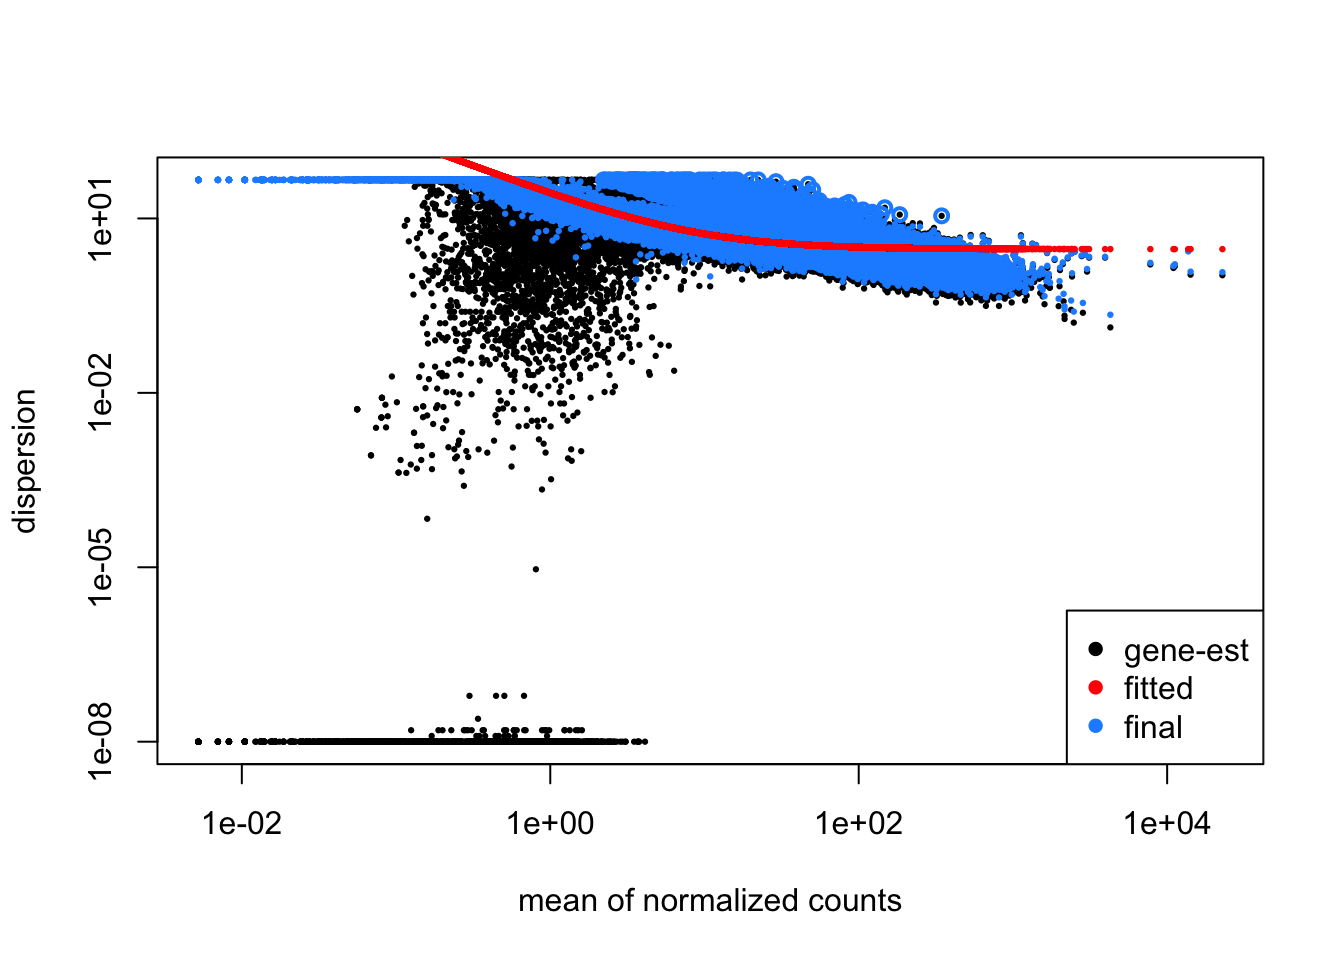 dispersion
1e+01
1e-02
1e-05
1e-08
1e-02 1e+00 1e+02 1e+04
mean of normalized counts
gene-est
fitted
final